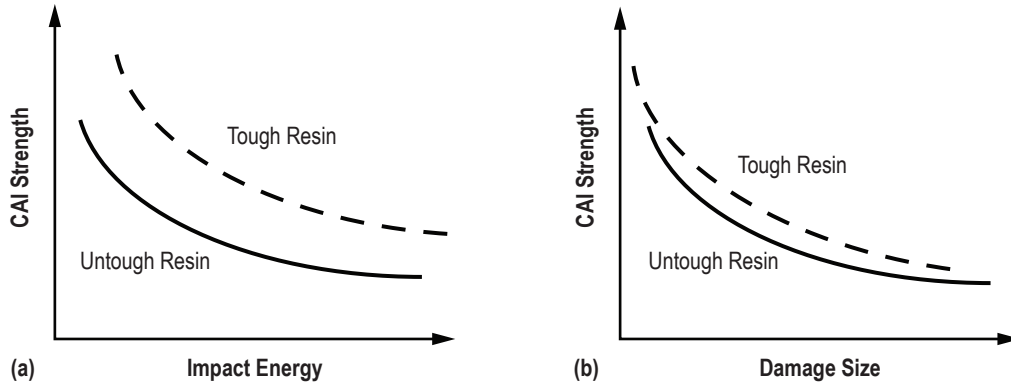 CAI Strength
Tough Resin
Untough Resin
(a)
Impact Energy
CAI Strength
Tough Resin
Untough Resin
(b)
Damage Size